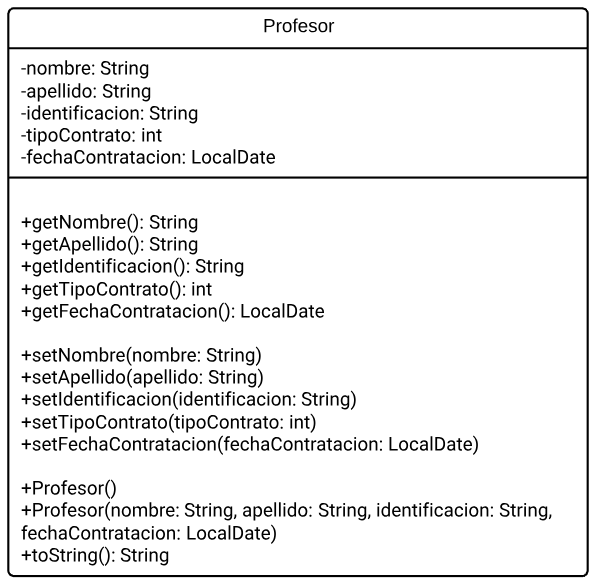 Profesor
-nombre: String
-apellido: String
-identificacion: String
-tipoContrato: int
-fechaContratacion: LocalDate
+getNombre(): String
+getApellido(): String
+getIdentificacion(): String
+getTipoContrato(): int
+getFechaContratacion(): LocalDate
+setNombre(nombre: String)
+setApellido(apellido: String)
+setIdentificacion(identificacion: String)
+setTipoContrato(tipoContrato: int)
+setFechaContratacion(fechaContratacion: LocalDate)
+Profesor()
+Profesor(nombre: String, apellido: String, identificacion: String,
fechaContratacion: LocalDate)
+toString(): String